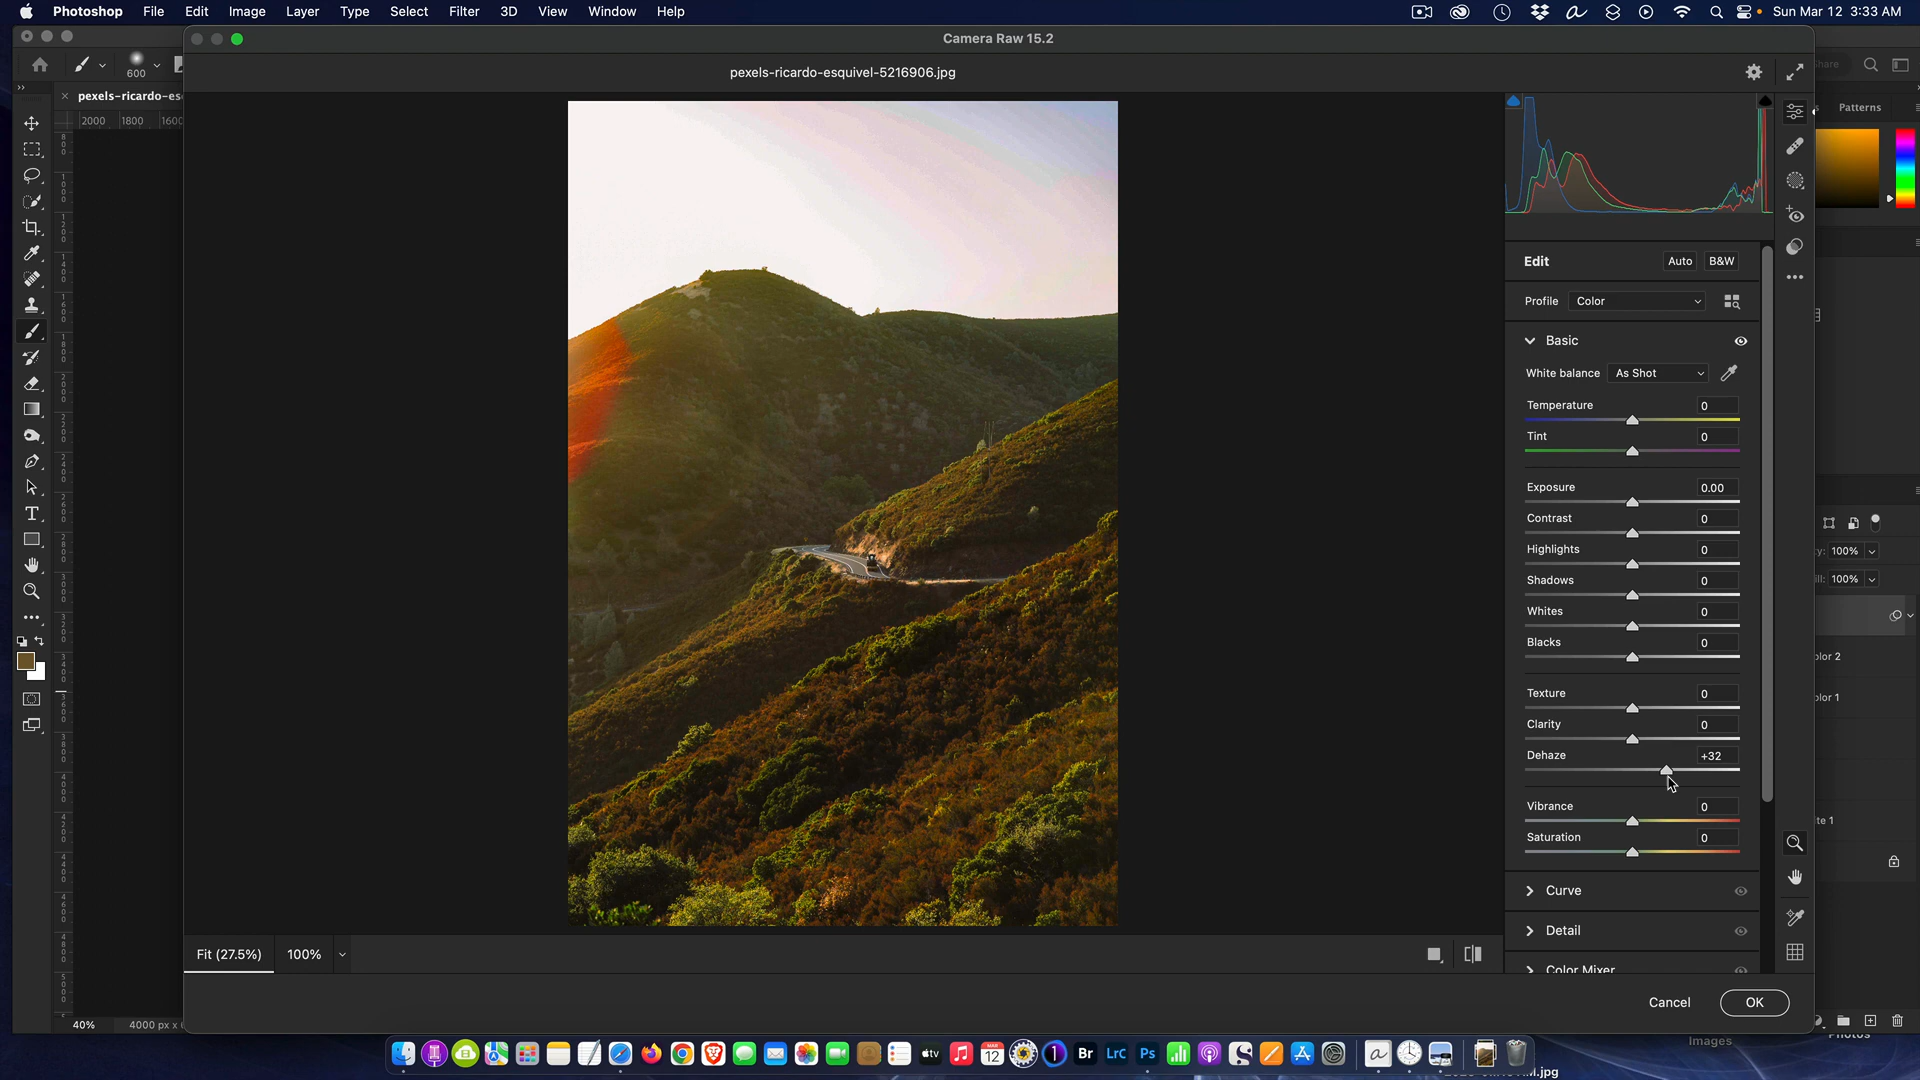 Photoshop File Edit Image Layer Type Select Filter 3D View Window Help Sun Mar 12 3:33 AM
Camera Raw 15.2
600
pexels-ricardo-esquivel-5216906.jpg
pexels-ricardo-es
2000 1800 1600
Patterns
Edit Auto B&W
Profile Color
Basic
White balance As Shot
Temperature 0
Tint 0
Exposure 0.00
Contrast 0
Highlights 0
Shadows 0
Whites 0
Blacks 0
Texture 0
Clarity 0
Dehaze +32
Vibrance 0
Saturation 0
Curve
Detail
Color Mixer
100%
100%
olor 2
olor 1
te 1
Fit (27.5%) 100%
Cancel OK
40% 4000 px x
Images
Photos
MAR 12 tv Br LrC Ps